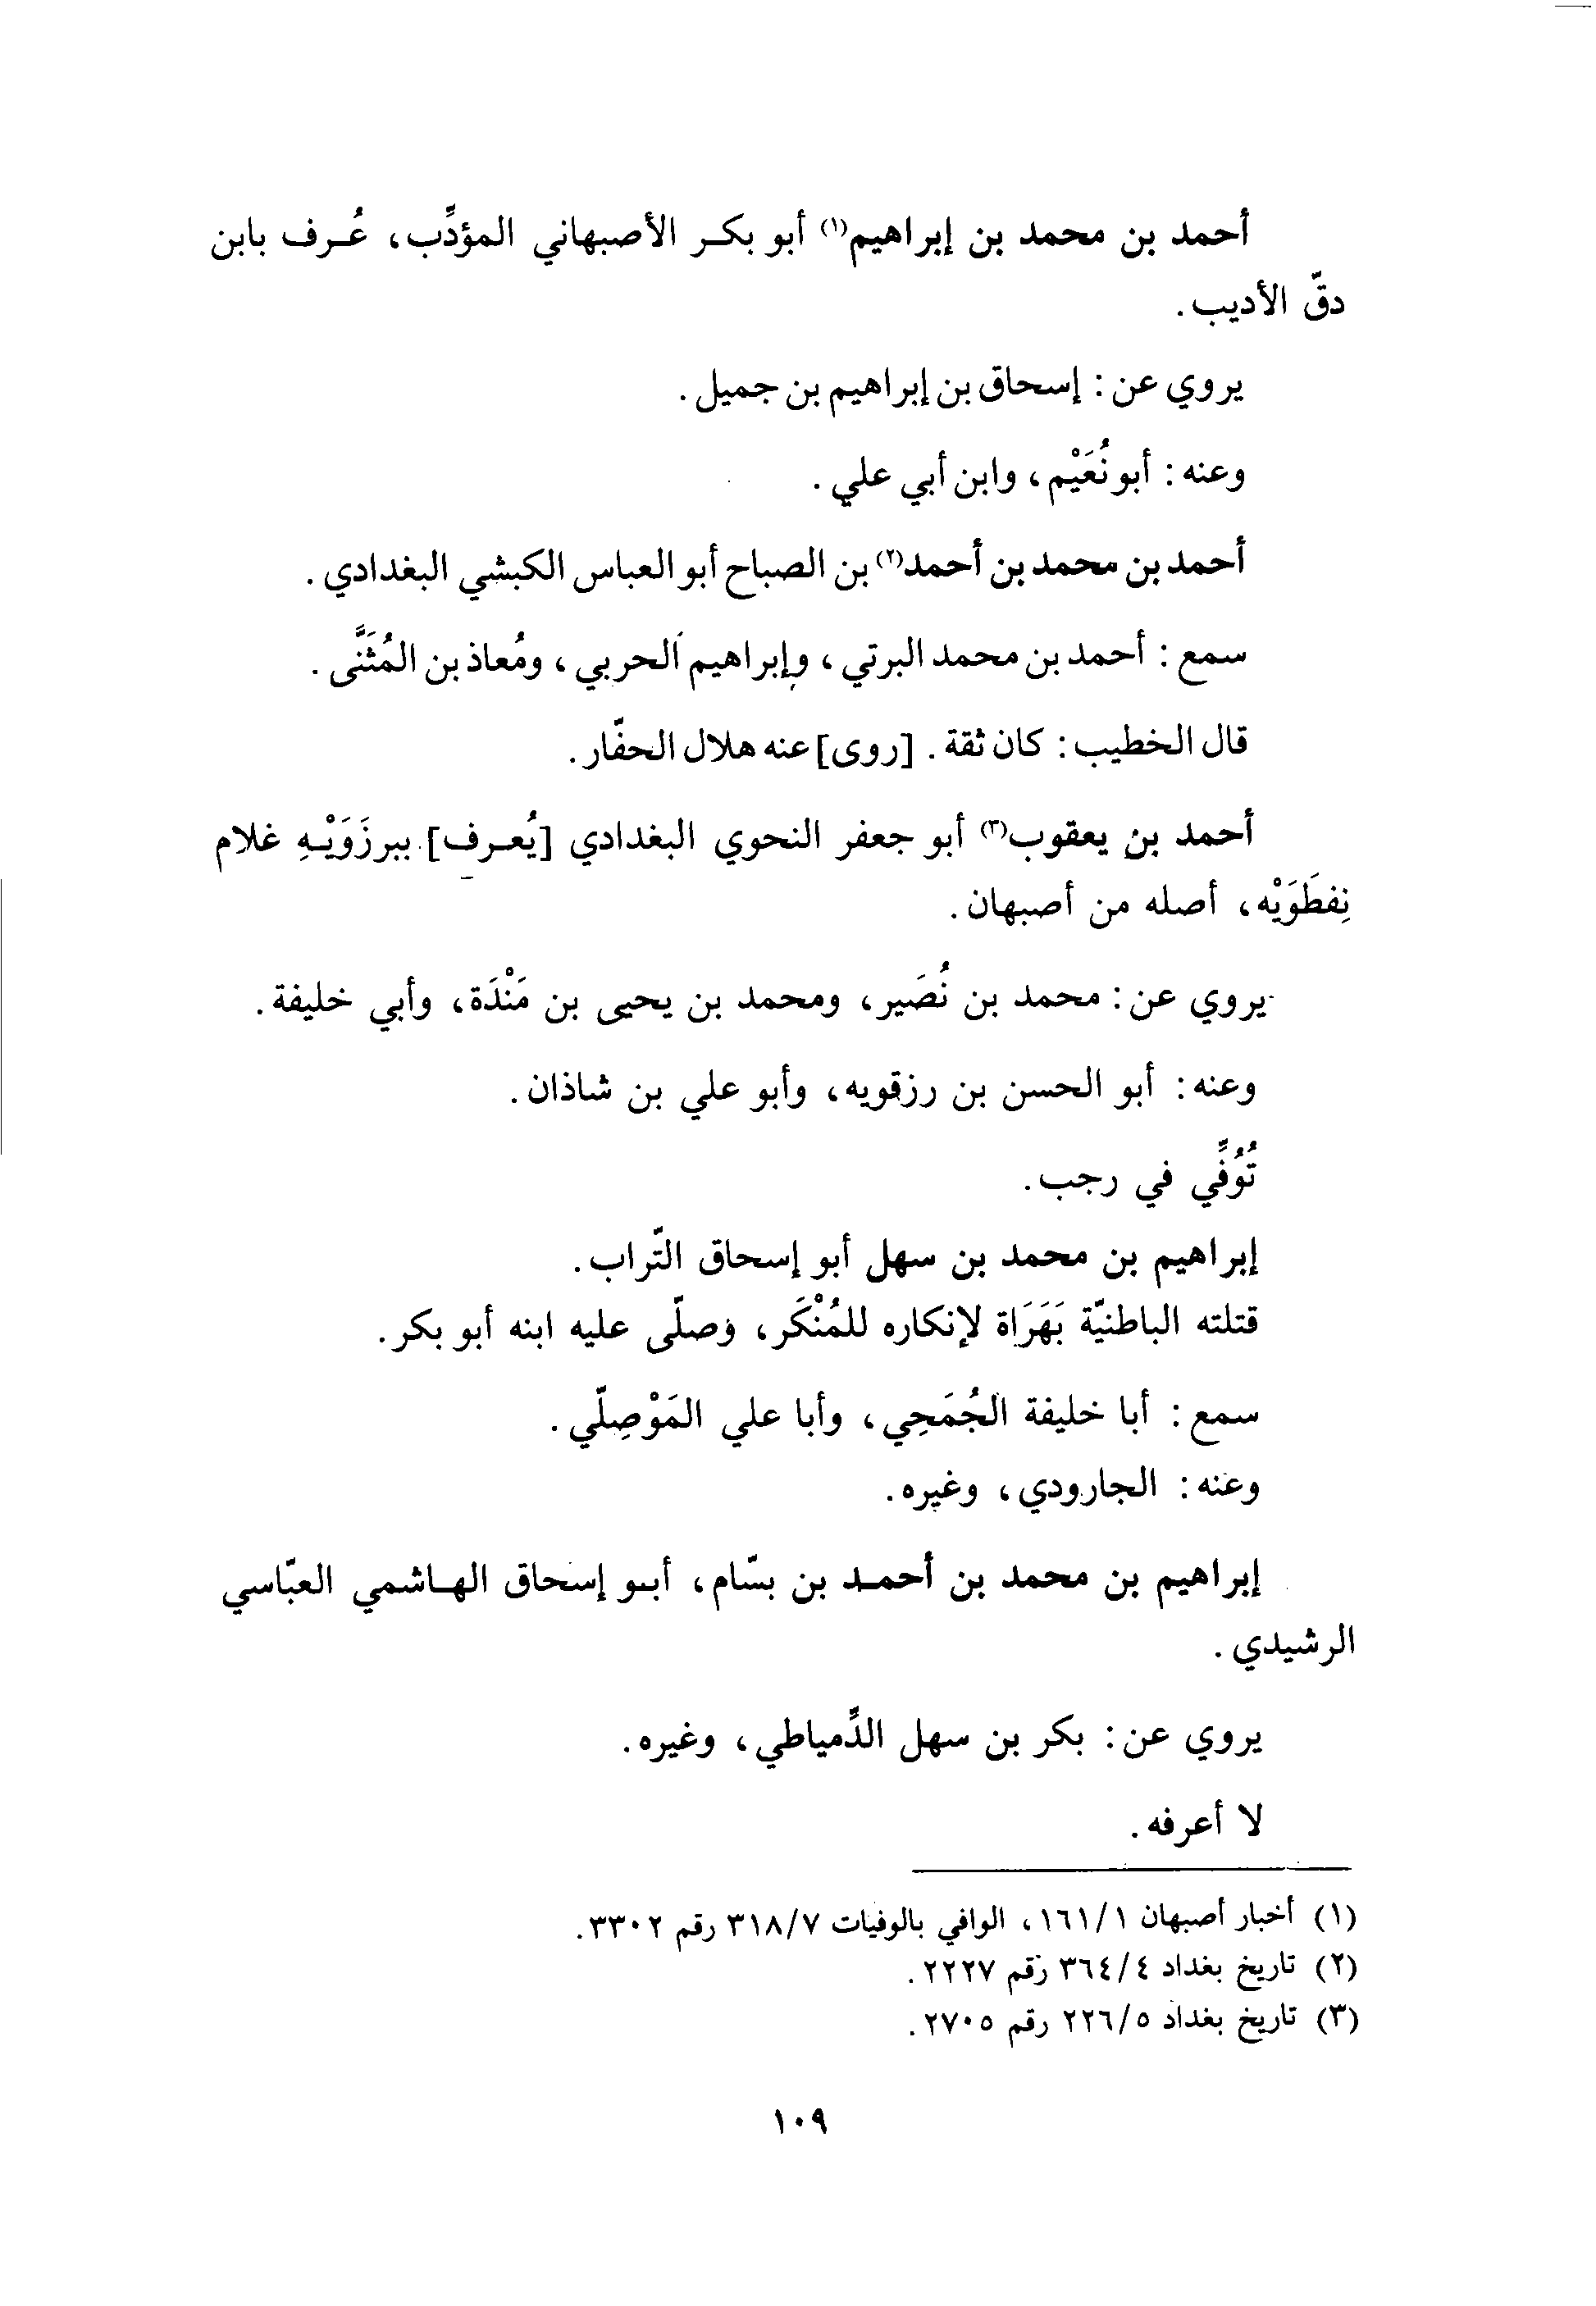 أحمد بن محمد بن إبراهيم(١) أبو بكر الأصبهاني المؤدِّب، عُرف بابن
دقّ الأديب.
يروي عن: إسحاق بن إبراهيم بن جميل.
وعنه: أبو نُعَيْم، وابن أبي علي.
أحمد بن محمد بن أحمد(٢) بن الصباح أبو العباس الكبشي البغدادي.
سمع: أحمد بن محمد البرتي، وإبراهيم الحربي، ومُعاذ بن المُثَنَّى.
قال الخطيب: كان ثقة. [روى] عنه هلال الحفّار.
أحمد بن يعقوب(٣) أبو جعفر النحوي البغدادي [يُعرف] ببرزَوَيْهِ غلام
نِفطَوَيْه، أصله من أصبهان.
يروي عن: محمد بن نُصَير، ومحمد بن يحيى بن مَنْدَة، وأبي خليفة.
وعنه: أبو الحسن بن رزقويه، وأبو علي بن شاذان.
تُوُفِّي في رجب.
إبراهيم بن محمد بن سهل أبو إسحاق التّراب.
قتلته الباطنيّة بَهَرَاة لإنكاره للمُنْكَر، وصلّى عليه ابنه أبو بكر.
سمع: أبا خليفة الجُمَحِي، وأبا علي المَوْصِلّي.
وعنه: الجارودي، وغيره.
إبراهيم بن محمد بن أحمد بن بسّام، أبو إسحاق الهاشمي العبّاسي
الرشيدي.
يروي عن: بكر بن سهل الدِّمياطي، وغيره.
لا أعرفه.
(١) أخبار أصبهان ١/١٦١، الوافي بالوفيات ٣١٨/٧ رقم ٣٣٠٢.
(٢) تاريخ بغداد ٣٦٤/٤ رقم ٢٢٢٧.
(٣) تاريخ بغداد ٢٢٦/٥ رقم ٢٧٠٥.
١٠٩